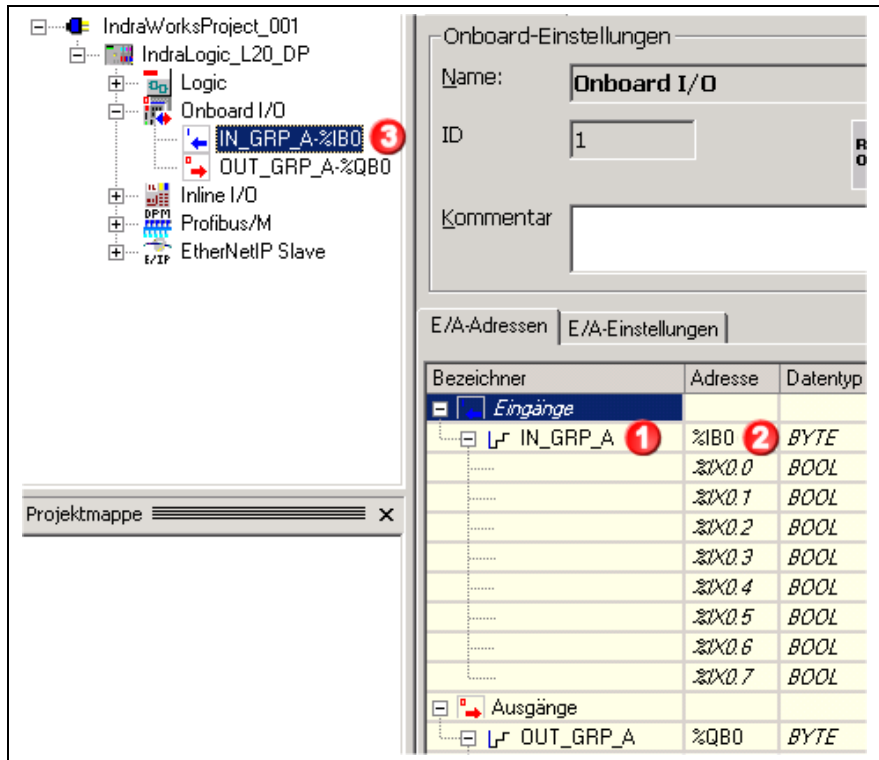 IndraWorksProject_001
IndraLogic_L20_DP
Logic
Onboard I/O
IN_GRP_A-%IB0 3
OUT_GRP_A-%QB0
Inline I/O
DPM
Profibus/M
E/IP
EtherNetIP Slave
Projektmappe
Onboard-Einstellungen
Name: Onboard I/O
ID 1
R
O
Kommentar
E/A-Adressen E/A-Einstellungen
Bezeichner Adresse Datentyp
Eingänge
IN_GRP_A 1 %IB0 2 BYTE
%IX0.0 BOOL
%IX0.1 BOOL
%IX0.2 BOOL
%IX0.3 BOOL
%IX0.4 BOOL
%IX0.5 BOOL
%IX0.6 BOOL
%IX0.7 BOOL
Ausgänge
OUT_GRP_A %QB0 BYTE